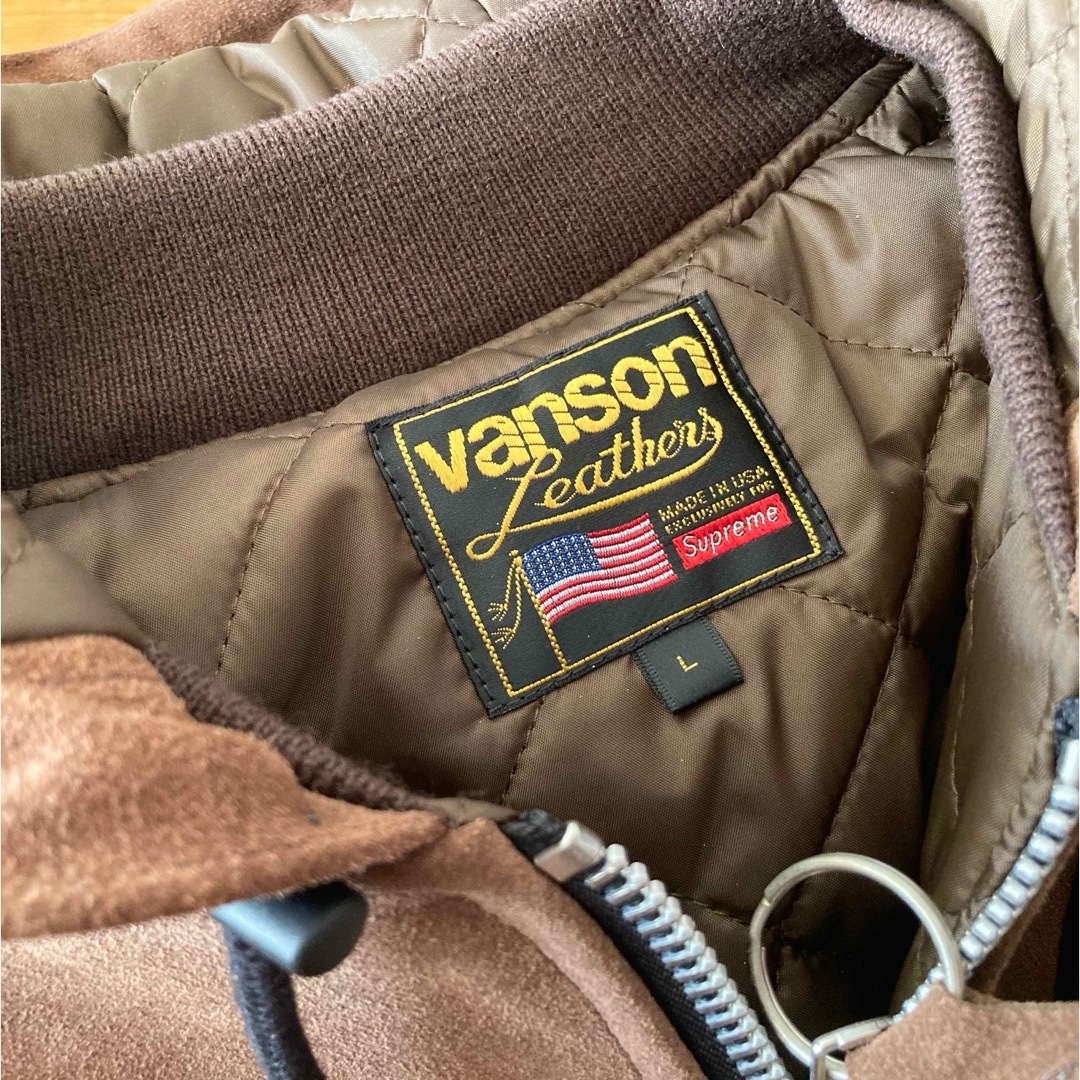 vanson
Leathers
MADE IN USA
EXCLUSIVELY FOR
Supreme
L